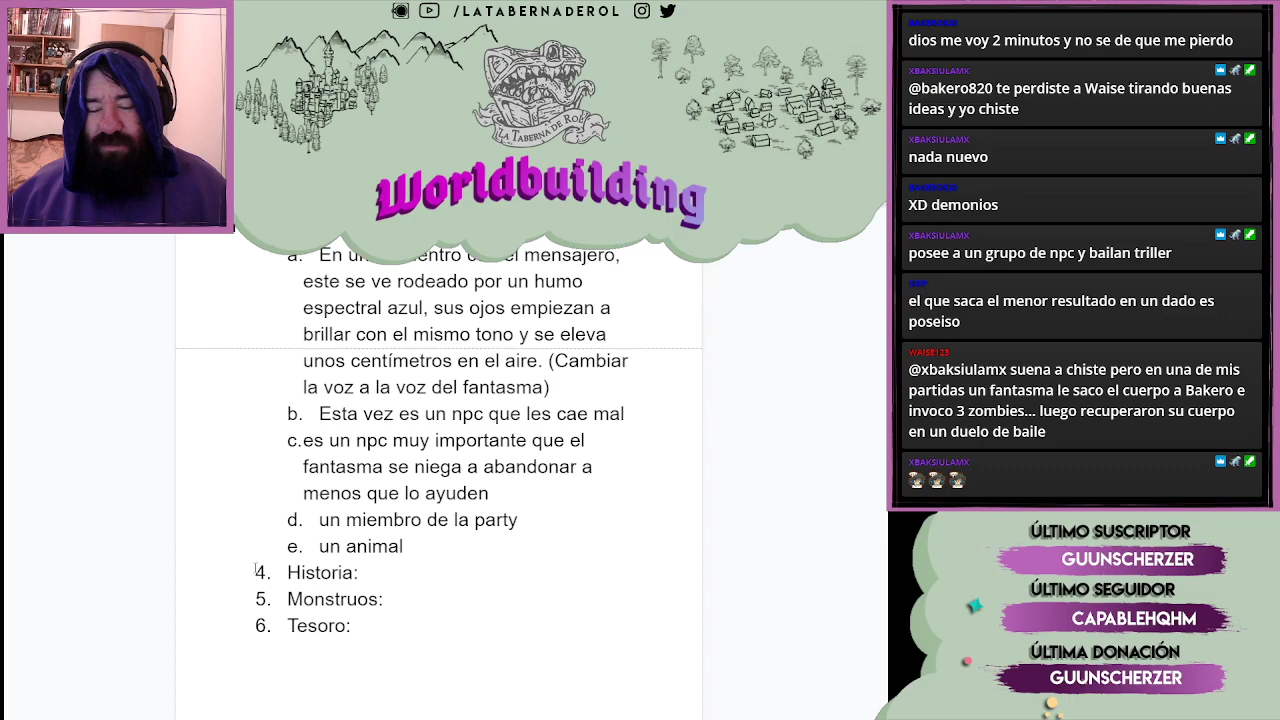 /LATABERNADEROL
LA TABERNA DE ROL
Worldbuilding
este se ve rodeado por un humo
espectral azul, sus ojos empiezan a
brillar con el mismo tono y se eleva
unos centímetros en el aire. (Cambiar
la voz a la voz del fantasma)
b. Esta vez es un npc que les cae mal
c.es un npc muy importante que el
fantasma se niega a abandonar a
menos que lo ayuden
d. un miembro de la party
e. un animal
4. Historia:
5. Monstruos:
6. Tesoro:
dios me voy 2 minutos y no se de que me pierdo
XBAKSIULAMX
@bakero820 te perdiste a Waise tirando buenas
ideas y yo chiste
XBAKSIULAMX
nada nuevo
XD demonios
XBAKSIULAMX
posee a un grupo de npc y bailan triller
el que saca el menor resultado en un dado es
poseiso
WAISE123
@xbaksiulamx suena a chiste pero en una de mis
partidas un fantasma le saco el cuerpo a Bakero e
invoco 3 zombies... luego recuperaron su cuerpo
en un duelo de baile
XBAKSIULAMX
ÚLTIMO SUSCRIPTOR
GUUNSCHERZER
ÚLTIMO SEGUIDOR
CAPABLEHQHM
ÚLTIMA DONACIÓN
GUUNSCHERZER